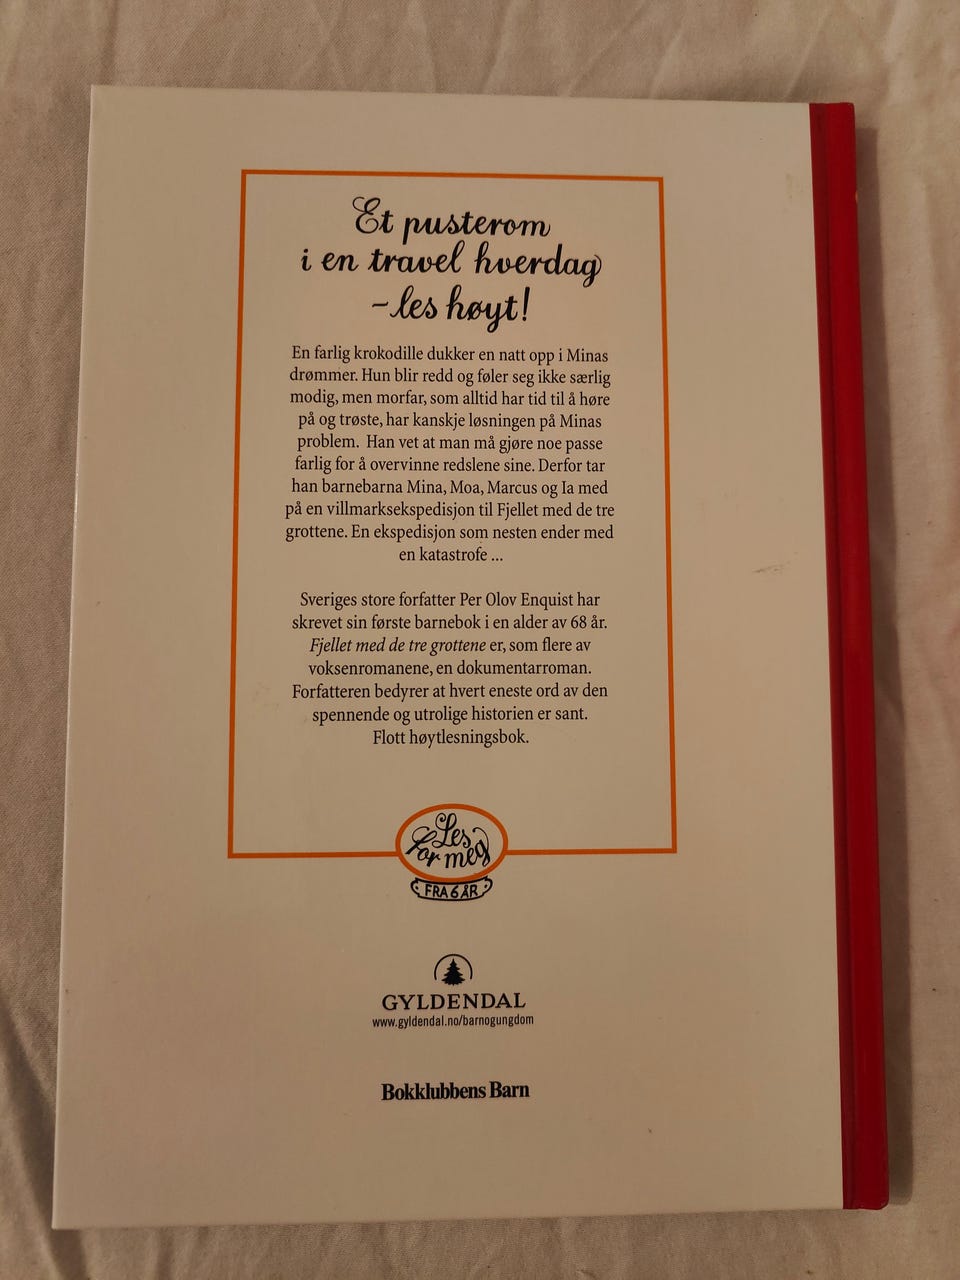 Et pusterom
i en travel hverdag
– les høyt!
En farlig krokodille dukker en natt opp i Minas
drømmer. Hun blir redd og føler seg ikke særlig
modig, men morfar, som alltid har tid til å høre
på og trøste, har kanskje løsningen på Minas
problem. Han vet at man må gjøre noe passe
farlig for å overvinne redslene sine. Derfor tar
han barnebarna Mina, Moa, Marcus og Ia med
på en villmarksekspedisjon til Fjellet med de tre
grottene. En ekspedisjon som nesten ender med
en katastrofe ...
Sveriges store forfatter Per Olov Enquist har
skrevet sin første barnebok i en alder av 68 år.
Fjellet med de tre grottene er, som flere av
voksenromanene, en dokumentarroman.
Forfatteren bedyrer at hvert eneste ord av den
spennende og utrolige historien er sant.
Flott høytlesningsbok.
Les
for meg
FRA 6 ÅR
GYLDENDAL
www.gyldendal.no/barnogungdom
Bokklubbens Barn